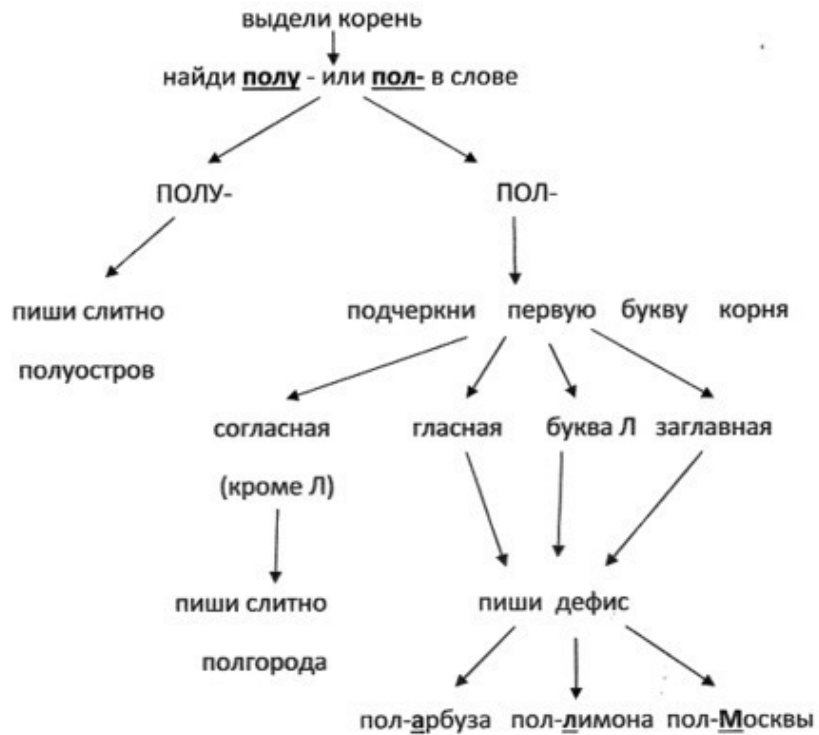 выдели корень
найди полу - или пол- в слове
ПОЛУ- ПОЛ-
пиши слитно подчеркни первую букву корня
полуостров
согласная гласная буква Л заглавная
(кроме Л)
пиши слитно пиши дефис
полгорода
пол-арбуза пол-лимона пол-Москвы